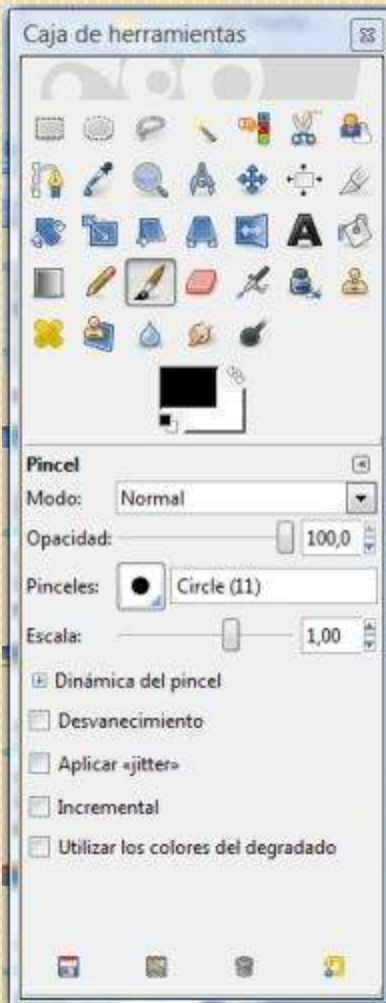 Caja de herramientas
Pincel
Modo: Normal
Opacidad: 100,0
Pinceles: Circle (11)
Escala: 1,00
Dinámica del pincel
Desvanecimiento
Aplicar «jitter»
Incremental
Utilizar los colores del degradado